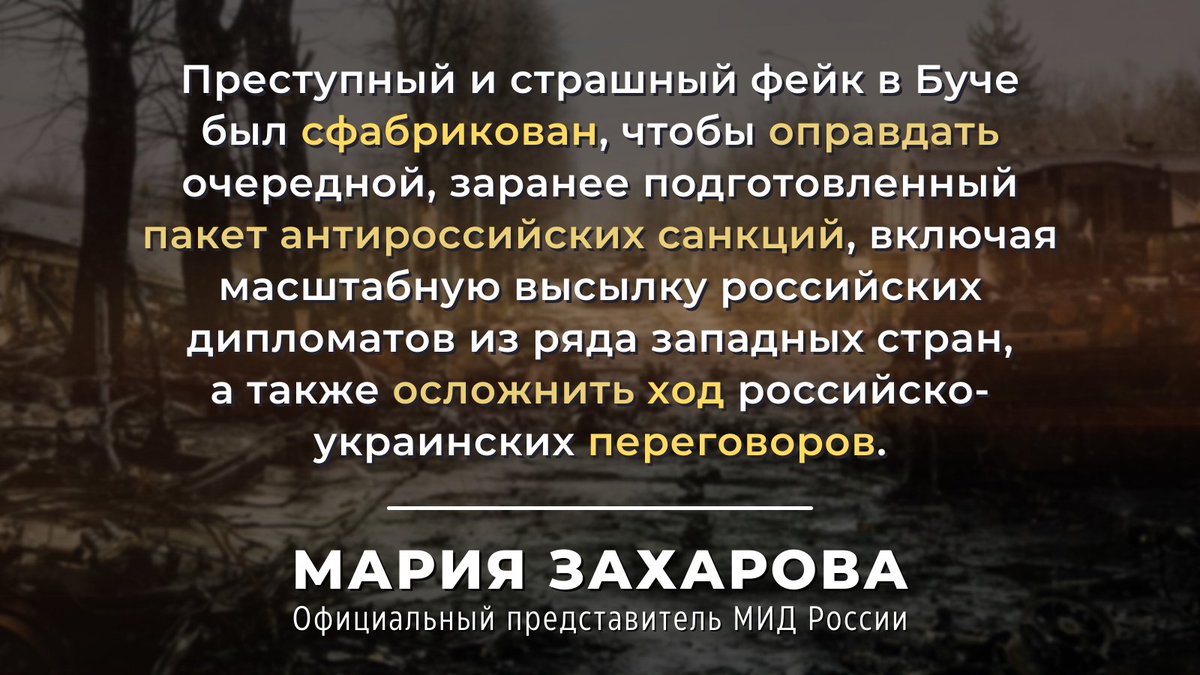 Преступный и страшный фейк в Буче
был сфабрикован, чтобы оправдать
очередной, заранее подготовленный
пакет антироссийских санкций, включая
масштабную высылку российских
дипломатов из ряда западных стран,
а также осложнить ход российско-
украинских переговоров.
МАРИЯ ЗАХАРОВА
Официальный представитель МИД России